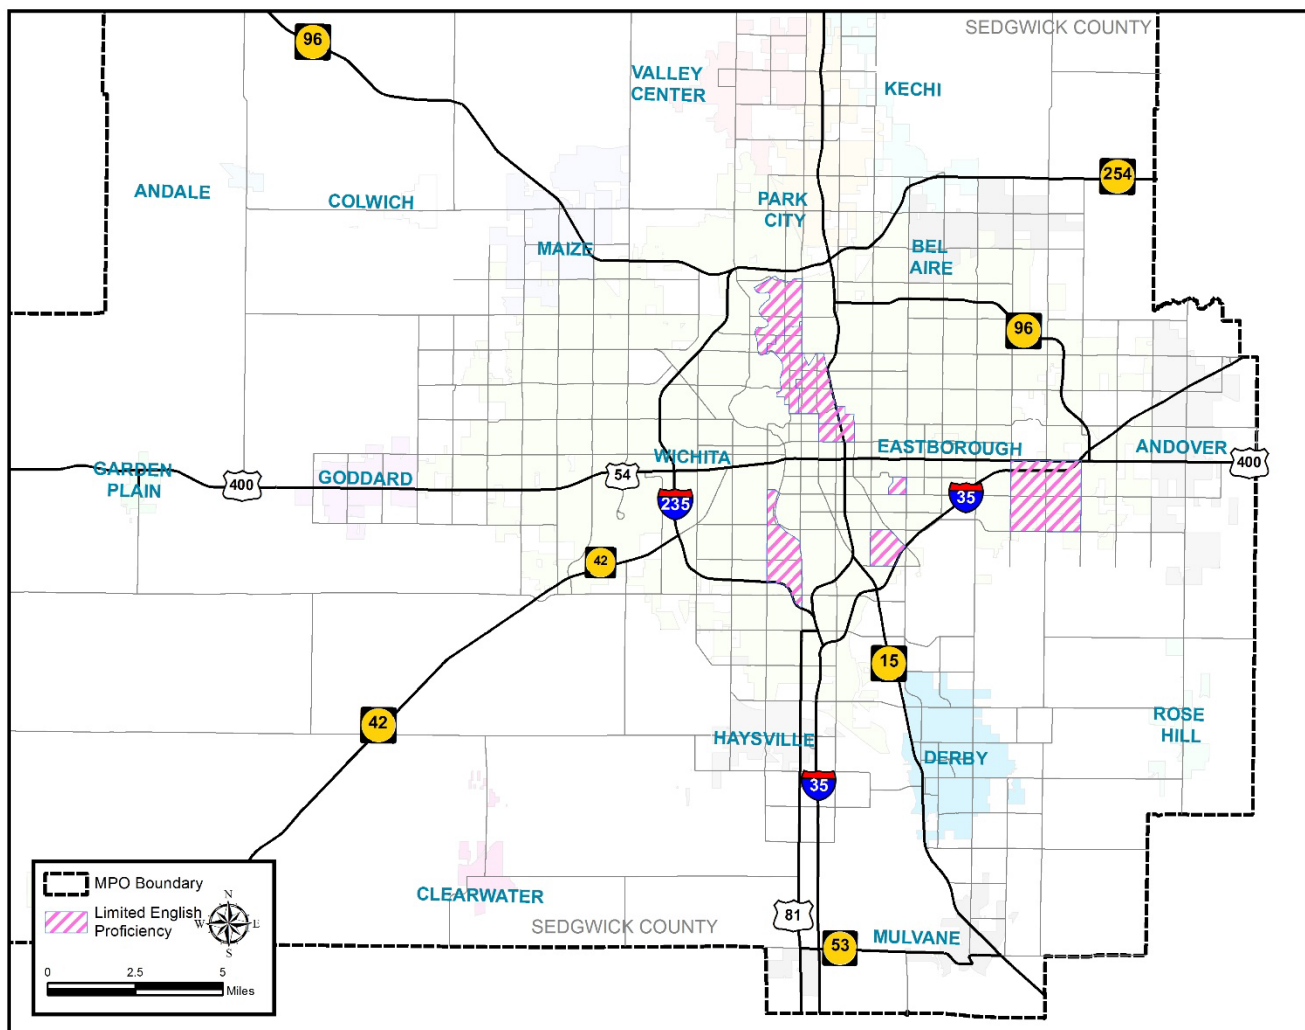 SEDGWICK COUNTY
96
VALLEY
CENTER
KECHI
254
ANDALE
COLWICH
PARK
CITY
MAIZE
BEL
AIRE
96
EASTBOROUGH
ANDOVER
WICHITA
400
GARDEN
PLAIN
400
GODDARD
54
235
35
42
15
42
ROSE
HILL
HAYSVILLE
DERBY
35
MPO Boundary
Limited English
Proficiency
N
W
E
S
0
2.5
5
Miles
CLEARWATER
SEDGWICK COUNTY
81
53
MULVANE